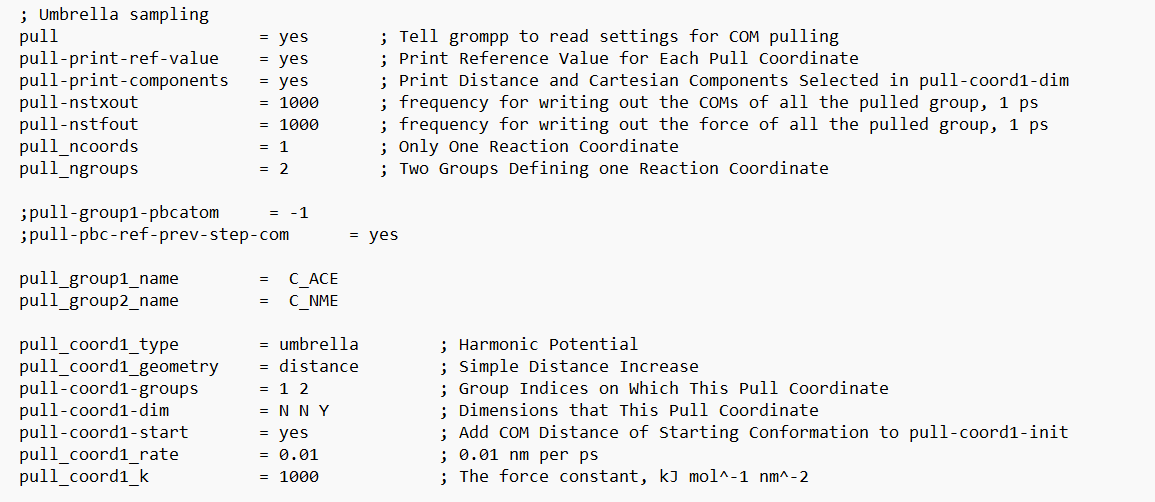 ; Umbrella sampling
pull = yes ; Tell grompp to read settings for COM pulling
pull-print-ref-value = yes ; Print Reference Value for Each Pull Coordinate
pull-print-components = yes ; Print Distance and Cartesian Components Selected in pull-coord1-dim
pull-nstxout = 1000 ; frequency for writing out the COMs of all the pulled group, 1 ps
pull-nstfout = 1000 ; frequency for writing out the force of all the pulled group, 1 ps
pull_ncoords = 1 ; Only One Reaction Coordinate
pull_ngroups = 2 ; Two Groups Defining one Reaction Coordinate
;pull-group1-pbcatom = -1
;pull-pbc-ref-prev-step-com = yes
pull_group1_name = C_ACE
pull_group2_name = C_NME
pull_coord1_type = umbrella ; Harmonic Potential
pull_coord1_geometry = distance ; Simple Distance Increase
pull-coord1-groups = 1 2 ; Group Indices on Which This Pull Coordinate
pull-coord1-dim = N N Y ; Dimensions that This Pull Coordinate
pull-coord1-start = yes ; Add COM Distance of Starting Conformation to pull-coord1-init
pull_coord1_rate = 0.01 ; 0.01 nm per ps
pull_coord1_k = 1000 ; The force constant, kJ mol^-1 nm^-2